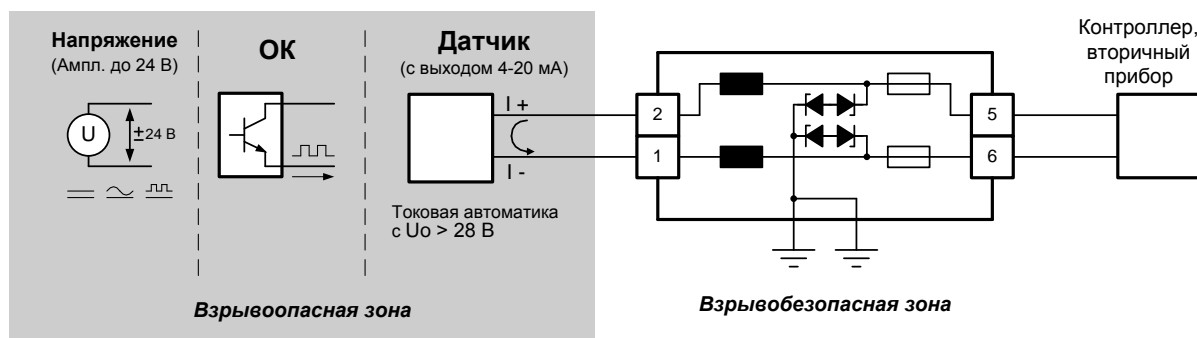 Напряжение
(Ампл. до 24 В)
U
±24 В
ОК
Датчик
(с выходом 4-20 мА)
I +
I -
Токовая автоматика
с Uo > 28 В
Взрывоопасная зона
2
1
5
6
Контроллер,
вторичный
прибор
Взрывобезопасная зона